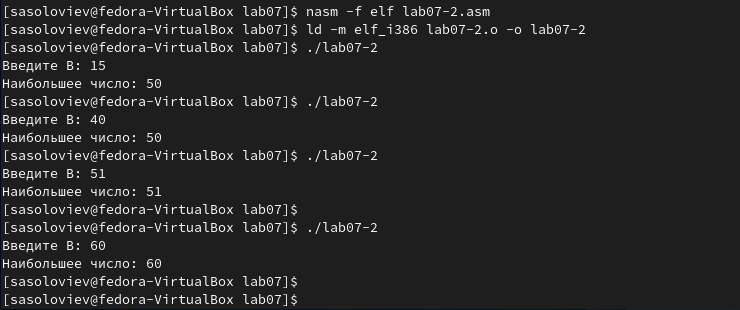 [sasoloviev@fedora-VirtualBox lab07]$ nasm -f elf lab07-2.asm
[sasoloviev@fedora-VirtualBox lab07]$ ld -m elf_i386 lab07-2.o -o lab07-2
[sasoloviev@fedora-VirtualBox lab07]$ ./lab07-2
Введите B: 15
Наибольшее число: 50
[sasoloviev@fedora-VirtualBox lab07]$ ./lab07-2
Введите B: 40
Наибольшее число: 50
[sasoloviev@fedora-VirtualBox lab07]$ ./lab07-2
Введите B: 51
Наибольшее число: 51
[sasoloviev@fedora-VirtualBox lab07]$
[sasoloviev@fedora-VirtualBox lab07]$ ./lab07-2
Введите B: 60
Наибольшее число: 60
[sasoloviev@fedora-VirtualBox lab07]$
[sasoloviev@fedora-VirtualBox lab07]$